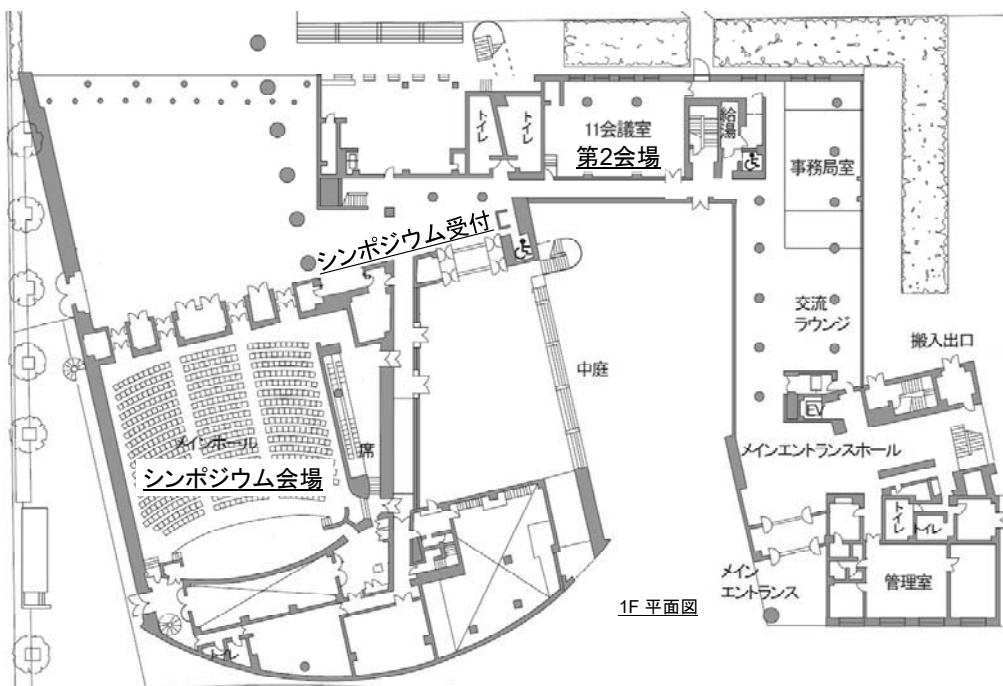 トイレ
トイレ
11会議室
第2会場
給湯
事務局室
シンポジウム受付
交流
ラウンジ
搬入出口
中庭
EV
メインホール
席
シンポジウム会場
メインエントランスホール
トイレ
トイレ
メイン
エントランス
管理室
1F 平面図
トイレ